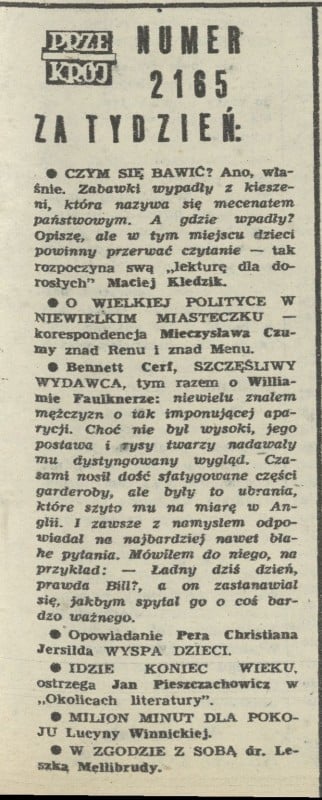 PRZE
KRÓJ
NUMER
2165
ZA TYDZIEŃ:
● CZYM SIĘ BAWIĆ? Ano, wła-
śnie. Zabawki wypadły z kiesze-
ni, która nazywa się mecenatem
państwowym. A gdzie wpadły?
Opiszę, ale w tym miejscu dzieci
powinny przerwać czytanie — tak
rozpoczyna swą „lekturę dla do-
rosłych” Maciej Kledzik.
● O WIELKIEJ POLITYCE W
NIEWIELKIM MIASTECZKU —
korespondencja Mieczysława Czu-
my znad Renu i znad Menu.
● Bennett Cerf, SZCZĘŚLIWY
WYDAWCA, tym razem o Willia-
mie Faulknerze: niewielu znałem
mężczyzn o tak imponującej apa-
rycji. Choć nie był wysoki, jego
postawa i rysy twarzy nadawały
mu dystyngowany wygląd. Cza-
sami nosił dość sfatygowane części
garderoby, ale były to ubrania,
które szyto mu na miarę w An-
glii. I zawsze z namysłem odpo-
wiadał na najbardziej nawet bła-
he pytania. Mówiłem do niego, na
przykład: — Ładny dziś dzień,
prawda Bill?, a on zastanawiał
się, jakbym spytał go o coś bar-
dzo ważnego.
● Opowiadanie Pera Christiana
Jersilda WYSPA DZIECI.
● IDZIE KONIEC WIEKU,
ostrzega Jan Pieszczachowicz w
„Okolicach literatury”.
● MILION MINUT DLA POKO-
JU Lucyny Winnickiej.
● W ZGODZIE Z SOBĄ dr. Le-
szka Mellibrudy.